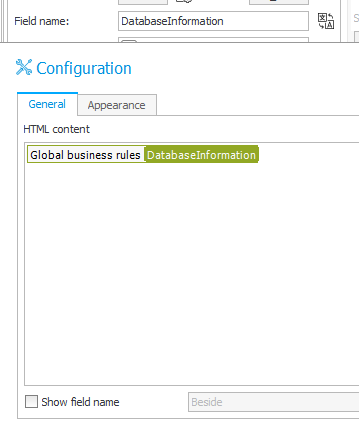 Field name: DatabaseInformation
Configuration
General Appearance
HTML content
Global business rules DatabaseInformation
Show field name Beside